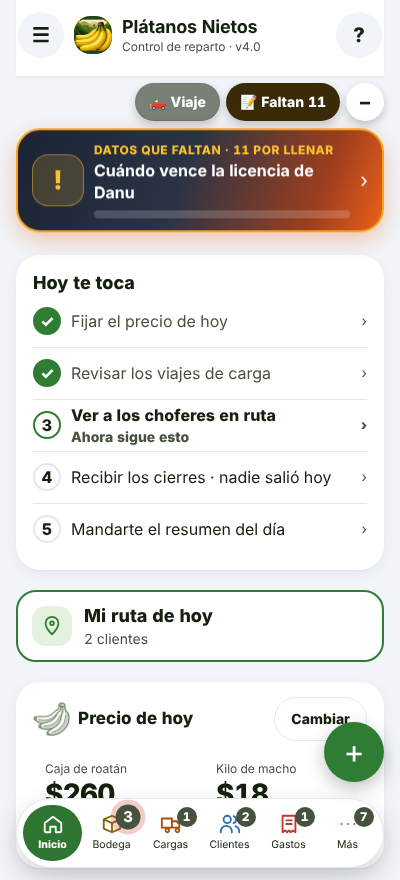 ☰
Plátanos Nietos
Control de reparto · v4.0
?
Viaje
Faltan 11
–
!
DATOS QUE FALTAN · 11 POR LLENAR
Cuándo vence la licencia de
Danu
›
Hoy te toca
✓ Fijar el precio de hoy ›
✓ Revisar los viajes de carga ›
3 Ver a los choferes en ruta ›
Ahora sigue esto
4 Recibir los cierres · nadie salió hoy ›
5 Mandarte el resumen del día ›
Mi ruta de hoy
2 clientes
Precio de hoy
Cambiar
+
Caja de roatán
Kilo de macho
$260
$18
3
1
2
1
7
Inicio
Bodega
Cargas
Clientes
Gastos
Más